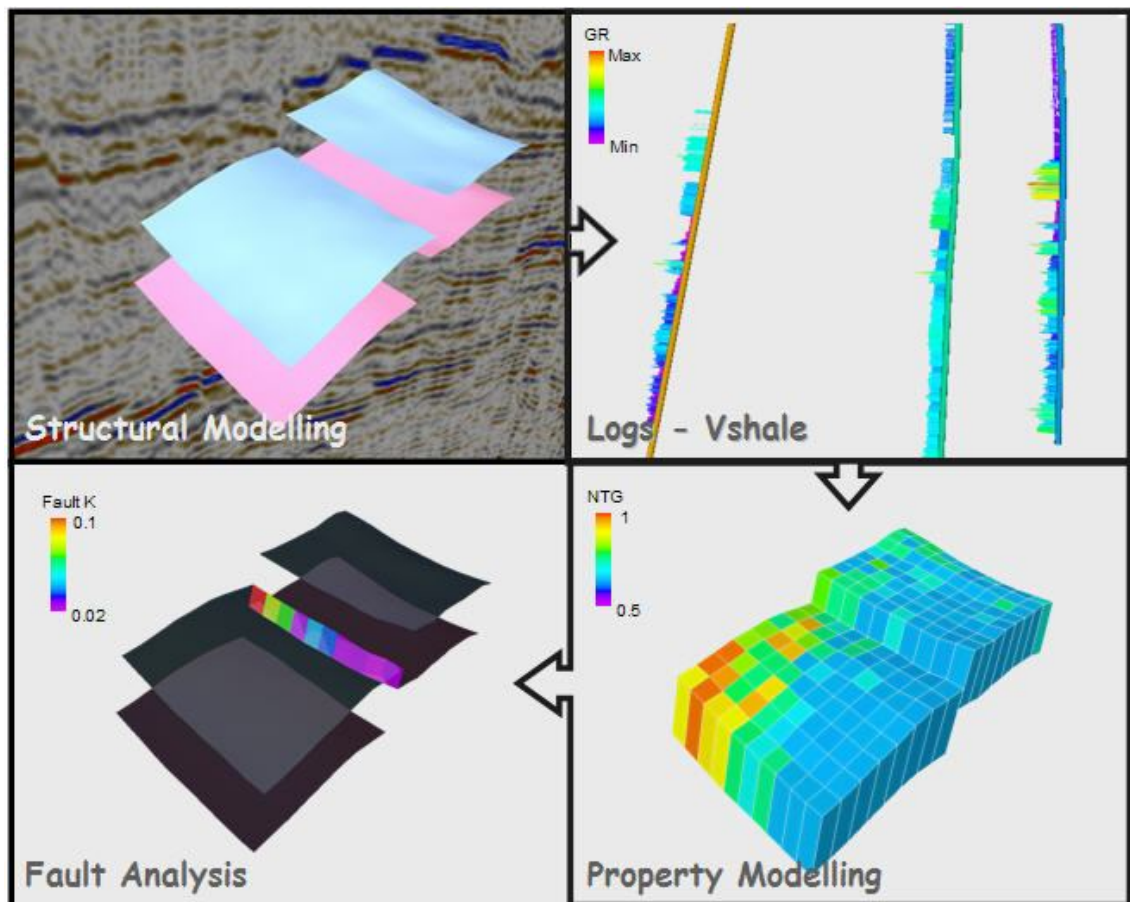 Structural Modelling
GR
Max
Min
Logs - Vshale
Fault K
0.1
0.02
Fault Analysis
NTG
1
0.5
Property Modelling